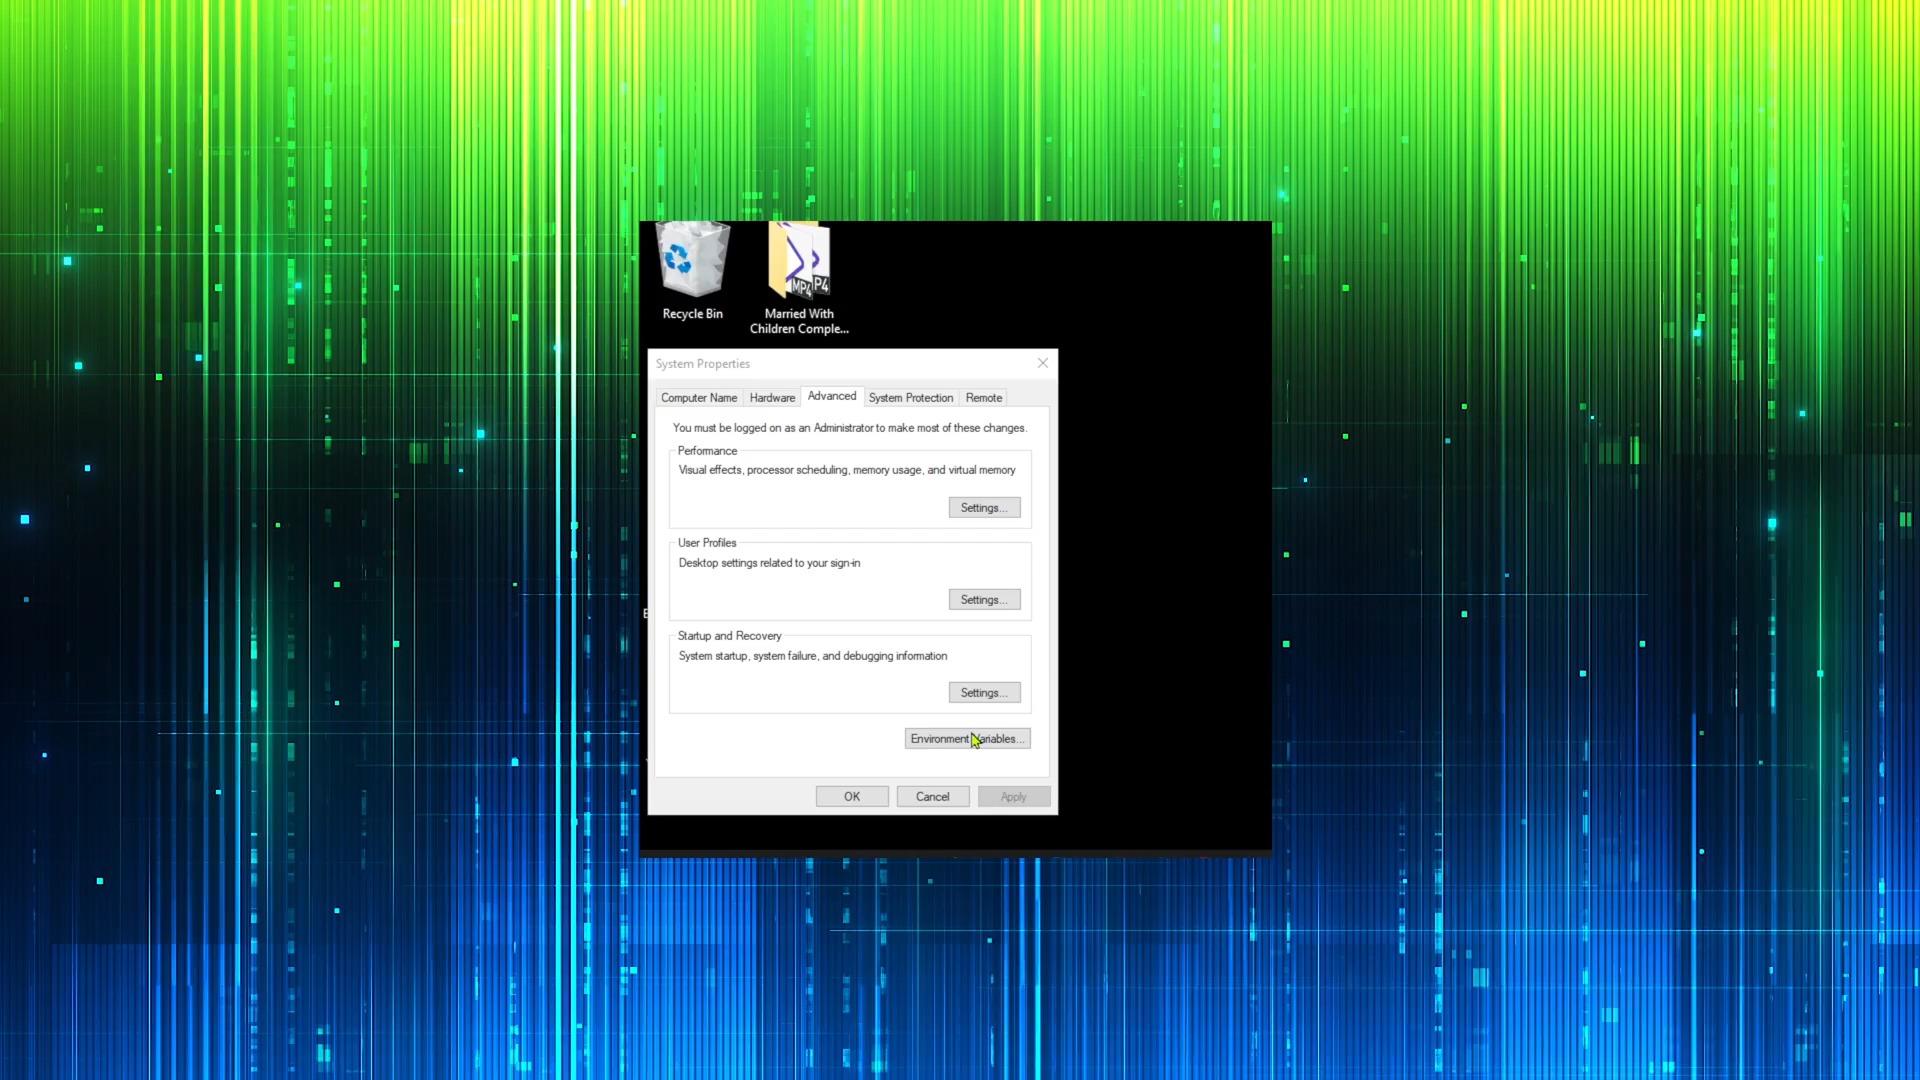 MP4 P4
Recycle Bin
Married With
Children Comple...
System Properties
Computer Name
Hardware
Advanced
System Protection
Remote
You must be logged on as an Administrator to make most of these changes.
Performance
Visual effects, processor scheduling, memory usage, and virtual memory
Settings...
User Profiles
Desktop settings related to your sign-in
Settings...
Startup and Recovery
System startup, system failure, and debugging information
Settings...
Environment Variables...
OK
Cancel
Apply